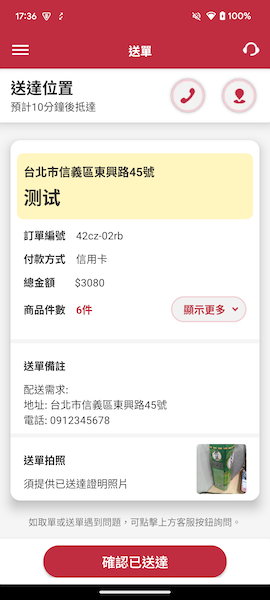 17:36
100%
送單
送達位置
預計10分鐘後抵達
台北市信義區東興路45號
测试
訂單編號 42cz-02rb
付款方式 信用卡
總金額 $3080
商品件數 6件
顯示更多
送單備註
配送需求:
地址: 台北市信義區東興路45號
電話: 0912345678
送單拍照
須提供已送達證明照片
如取單或送單遇到問題，可點擊上方客服按鈕詢問。
確認已送達